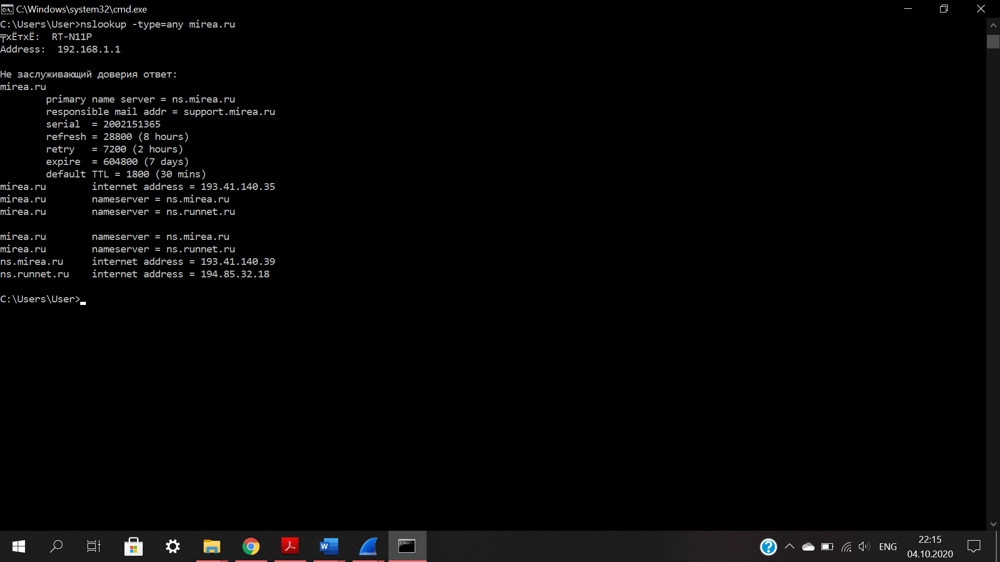 C:\Windows\system32\cmd.exe
C:\Users\User>nslookup -type=any mirea.ru
╤хЁтхЁ:  RT-N11P
Address:  192.168.1.1
Не заслуживающий доверия ответ:
mirea.ru
primary name server = ns.mirea.ru
responsible mail addr = support.mirea.ru
serial  = 2002151365
refresh = 28800 (8 hours)
retry   = 7200 (2 hours)
expire  = 604800 (7 days)
default TTL = 1800 (30 mins)
mirea.ru        internet address = 193.41.140.35
mirea.ru        nameserver = ns.mirea.ru
mirea.ru        nameserver = ns.runnet.ru
mirea.ru        nameserver = ns.mirea.ru
mirea.ru        nameserver = ns.runnet.ru
ns.mirea.ru     internet address = 193.41.140.39
ns.runnet.ru    internet address = 194.85.32.18
C:\Users\User>
ENG
22:15
04.10.2020